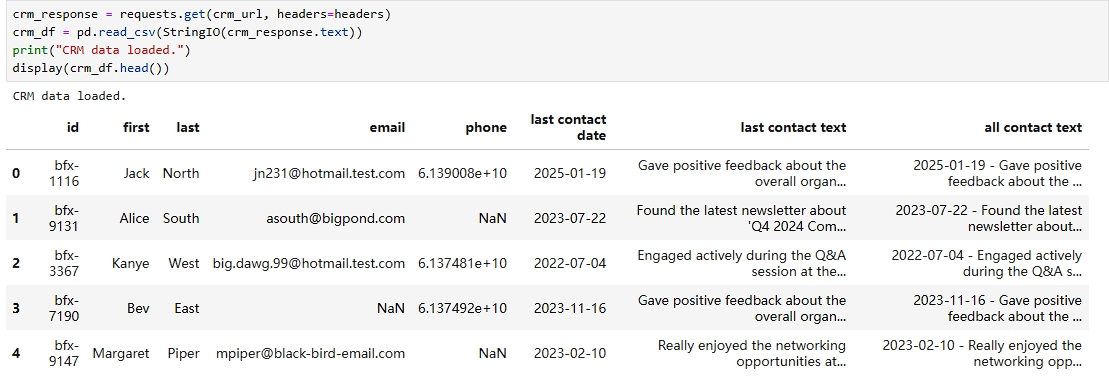 crm_response = requests.get(crm_url, headers=headers)
crm_df = pd.read_csv(StringIO(crm_response.text))
print("CRM data loaded.")
display(crm_df.head())
CRM data loaded.
id first last email phone last contact date last contact text all contact text
0 bfx-1116 Jack North jn231@hotmail.test.com 6.139008e+10 2025-01-19 Gave positive feedback about the overall organ... 2025-01-19 - Gave positive feedback about the ...
1 bfx-9131 Alice South asouth@bigpond.com NaN 2023-07-22 Found the latest newsletter about 'Q4 2024 Com... 2023-07-22 - Found the latest newsletter about...
2 bfx-3367 Kanye West big.dawg.99@hotmail.test.com 6.137481e+10 2022-07-04 Engaged actively during the Q&A session at the... 2022-07-04 - Engaged actively during the Q&A s...
3 bfx-7190 Bev East NaN 6.137492e+10 2023-11-16 Gave positive feedback about the overall organ... 2023-11-16 - Gave positive feedback about the ...
4 bfx-9147 Margaret Piper mpiper@black-bird-email.com NaN 2023-02-10 Really enjoyed the networking opportunities at... 2023-02-10 - Really enjoyed the networking opp...